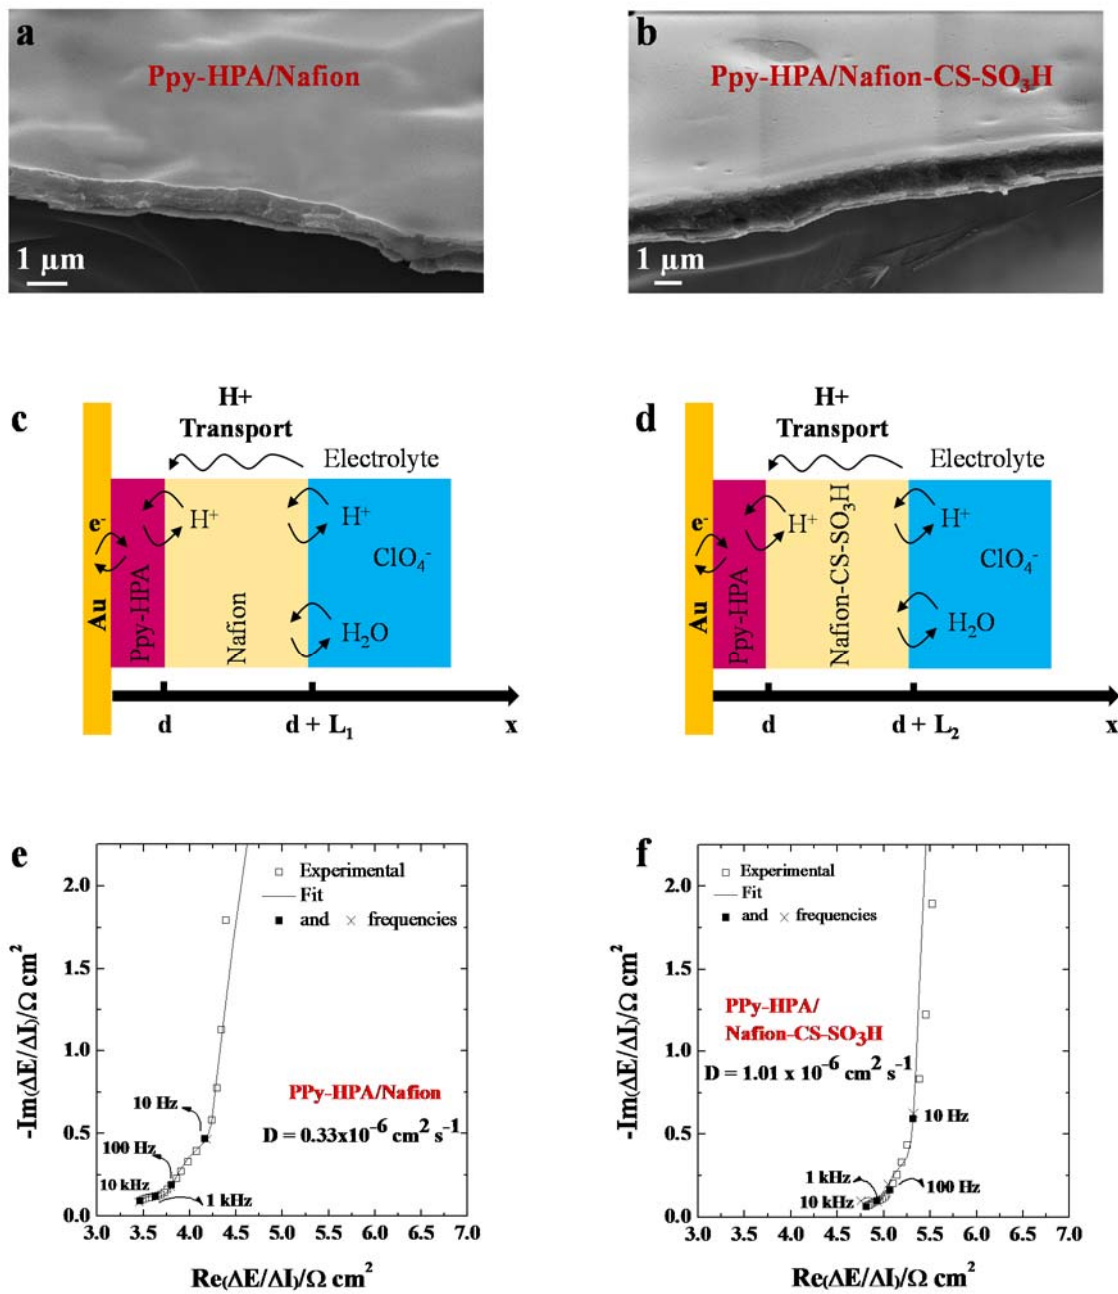 a
Ppy-HPA/Nafion
1 µm
b
Ppy-HPA/Nafion-CS-SO₃H
1 µm
c
H+
Transport
Electrolyte
e⁻
H⁺
H⁺
ClO₄⁻
H₂O
Au
Ppy-HPA
Nafion
d
d + L₁
x
d
H+
Transport
Electrolyte
e⁻
H⁺
H⁺
ClO₄⁻
H₂O
Au
Ppy-HPA
Nafion-CS-SO₃H
d
d + L₂
x
e
Experimental
Fit
and × frequencies
PPy-HPA/Nafion
D = 0.33x10⁻⁶ cm² s⁻¹
10 Hz
100 Hz
10 kHz
1 kHz
2.0
1.5
1.0
0.5
0.0
3.0 3.5 4.0 4.5 5.0 5.5 6.0 6.5 7.0
-Im(ΔE/ΔI)/Ω cm²
Re(ΔE/ΔI)/Ω cm²
f
Experimental
Fit
and × frequencies
PPy-HPA/
Nafion-CS-SO₃H
D = 1.01 x 10⁻⁶ cm² s⁻¹
10 Hz
1 kHz
100 Hz
10 kHz
2.0
1.5
1.0
0.5
0.0
3.0 3.5 4.0 4.5 5.0 5.5 6.0 6.5 7.0
-Im(ΔE/ΔI)/Ω cm²
Re(ΔE/ΔI)/Ω cm²